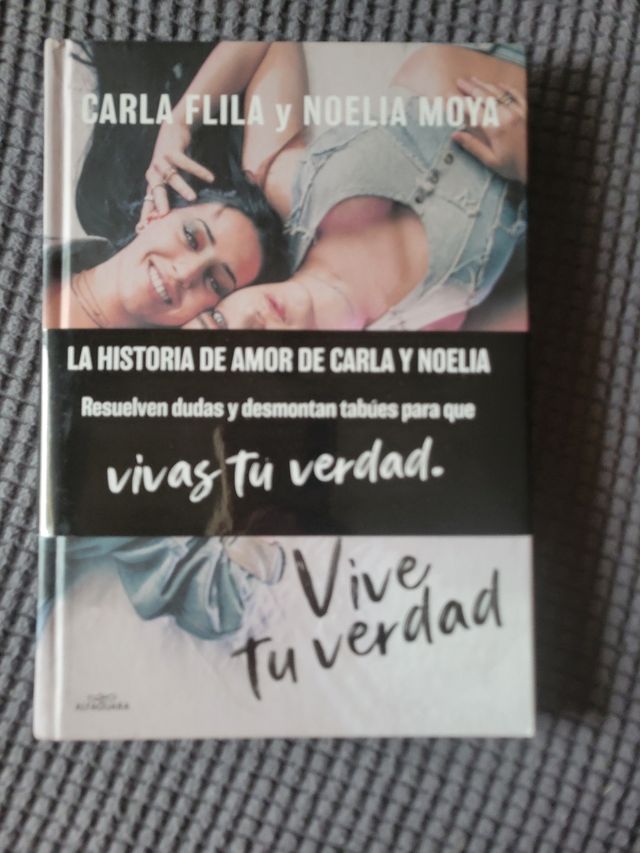 CARLA FLILA y NOELIA MOYA
LA HISTORIA DE AMOR DE CARLA Y NOELIA
Resuelven dudas y desmontan tabúes para que
vivas tu verdad.
Vive
tu verdad
ALFAGUARA